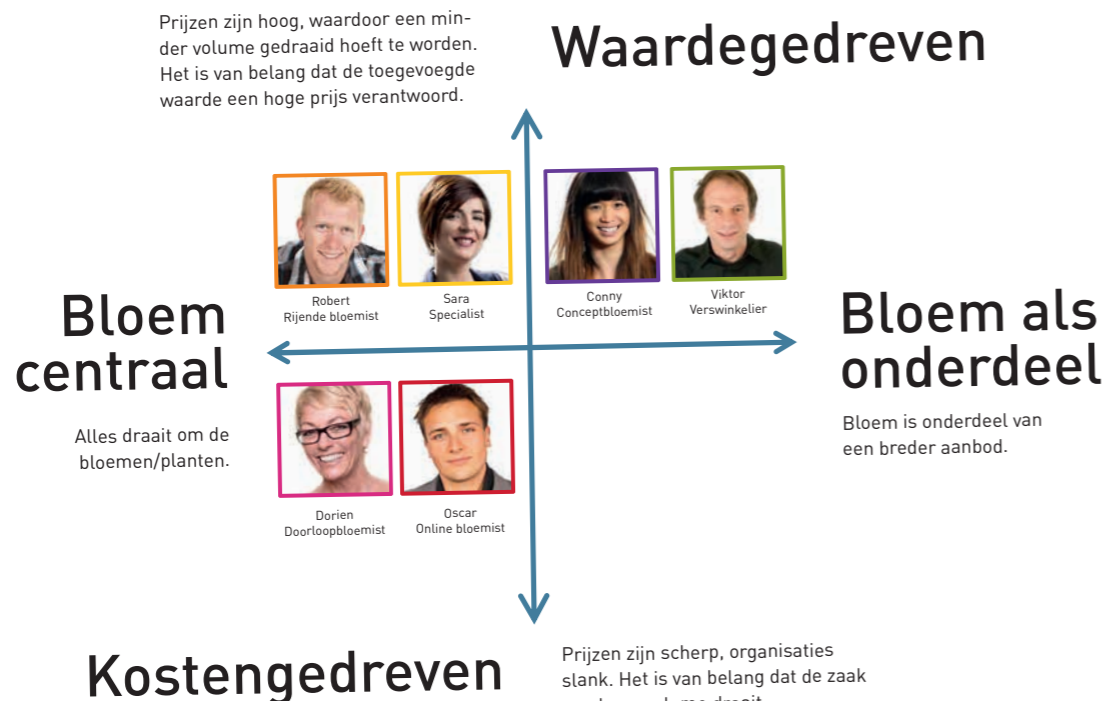 Prijzen zijn hoog, waardoor een min-
der volume gedraaid hoeft te worden.
Het is van belang dat de toegevoegde
waarde een hoge prijs verantwoord.
Waardegedreven
Robert
Rijende bloemist
Sara
Specialist
Conny
Conceptbloemist
Viktor
Verswinkelier
Bloem
centraal
Alles draait om de
bloemen/planten.
Bloem als
onderdeel
Bloem is onderdeel van
een breder aanbod.
Dorien
Doorloopbloemist
Oscar
Online bloemist
Kostengedreven
Prijzen zijn scherp, organisaties
slank. Het is van belang dat de zaak